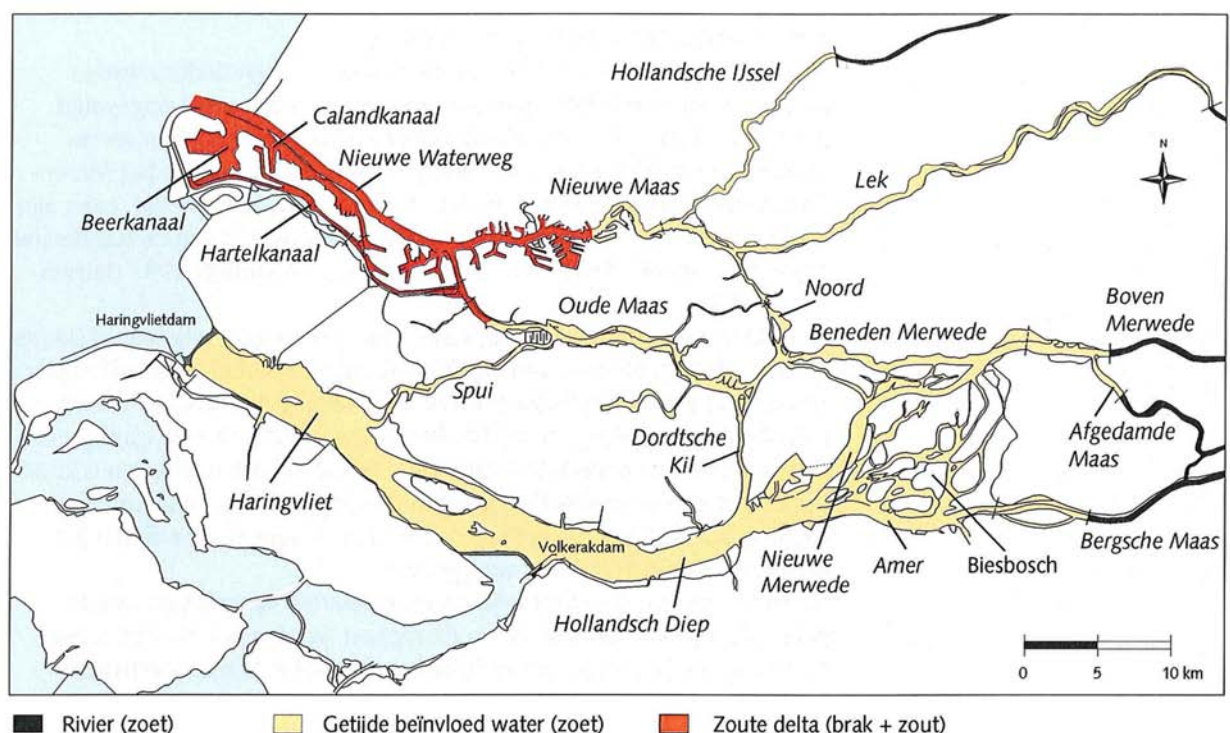 Hollandsche IJssel
Calandkanaal
Nieuwe Waterweg
Nieuwe Maas
Lek
N
Beerkanaal
Hartelkanaal
Oude Maas
Noord
Boven
Merwede
Beneden Merwede
Haringvlietdam
Spui
Dordtsche
Kil
Afgedamde
Maas
Haringvliet
Volkerakdam
Nieuwe
Merwede
Amer
Biesbosch
Bergsche Maas
Hollandsch Diep
0 5 10 km
Rivier (zoet) Getijde beïnvloed water (zoet) Zoute delta (brak + zout)